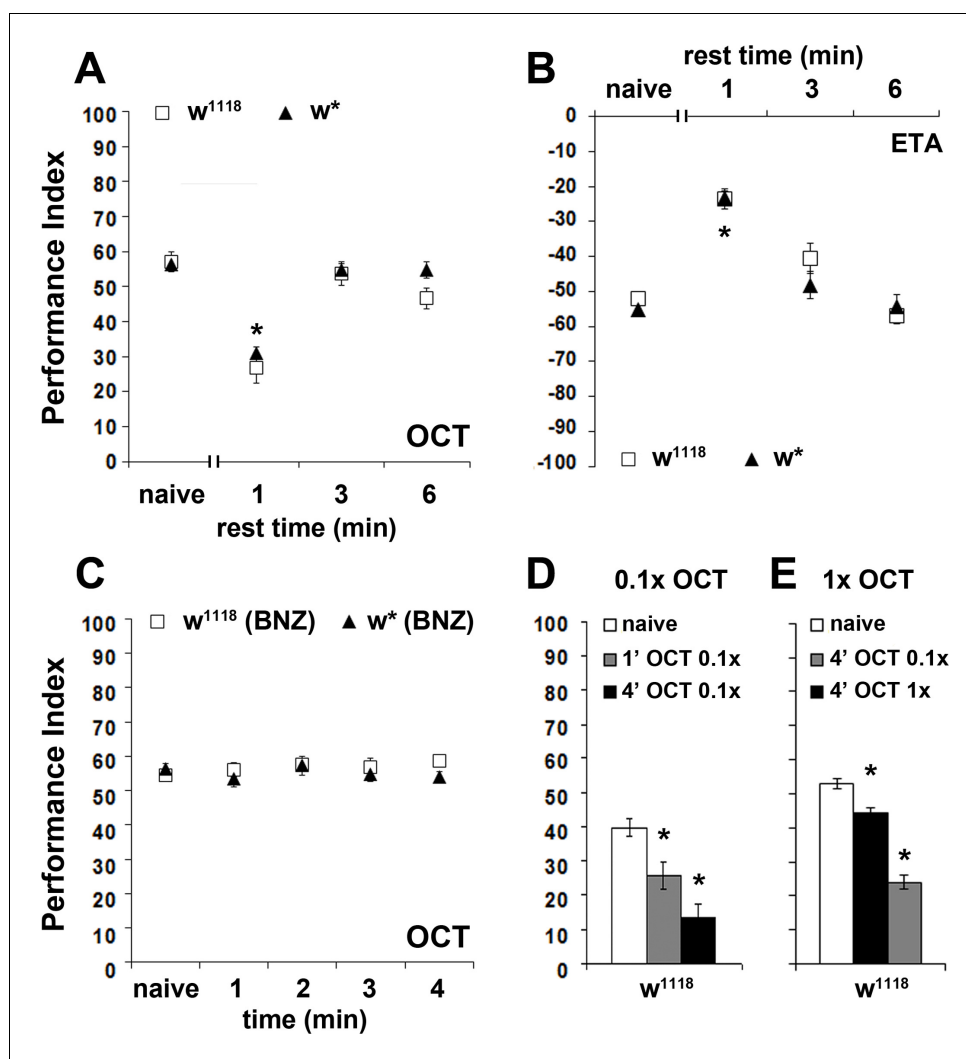 A
□ w¹¹¹⁸ ▲ w*
Performance Index
100
90
80
70
60
50
40
30
20
10
0
*
OCT
naive 1 3 6
rest time (min)
B
rest time (min)
naive 1 3 6
0
-10
-20
-30
-40
-50
-60
-70
-80
-90
-100
ETA
*
□ w¹¹¹⁸ ▲ w*
C
□ w¹¹¹⁸ (BNZ) ▲ w* (BNZ)
Performance Index
100
90
80
70
60
50
40
30
20
10
0
OCT
naive 1 2 3 4
time (min)
D
0.1x OCT
100
90
80
70
60
50
40
30
20
10
0
naive
1’ OCT 0.1x
4’ OCT 0.1x
*
*
w¹¹¹⁸
E
1x OCT
naive
4’ OCT 0.1x
4’ OCT 1x
*
*
w¹¹¹⁸